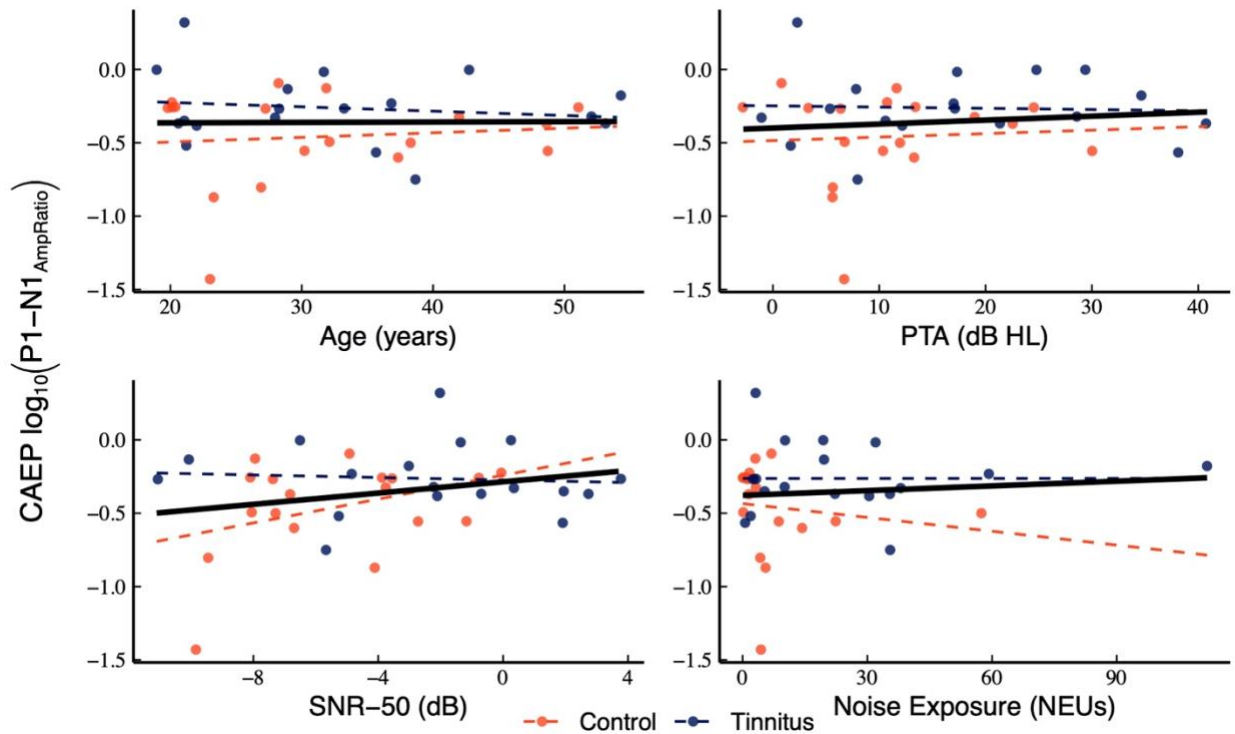 CAEP log₁₀(P1−N1AmpRatio)
0.0
−0.5
−1.0
−1.5
20 30 40 50
Age (years)
0 10 20 30 40
PTA (dB HL)
0.0
−0.5
−1.0
−1.5
0.0
−0.5
−1.0
−1.5
−8 −4 0 4
SNR−50 (dB)
0.0
−0.5
−1.0
−1.5
0 30 60 90
Noise Exposure (NEUs)
Control Tinnitus